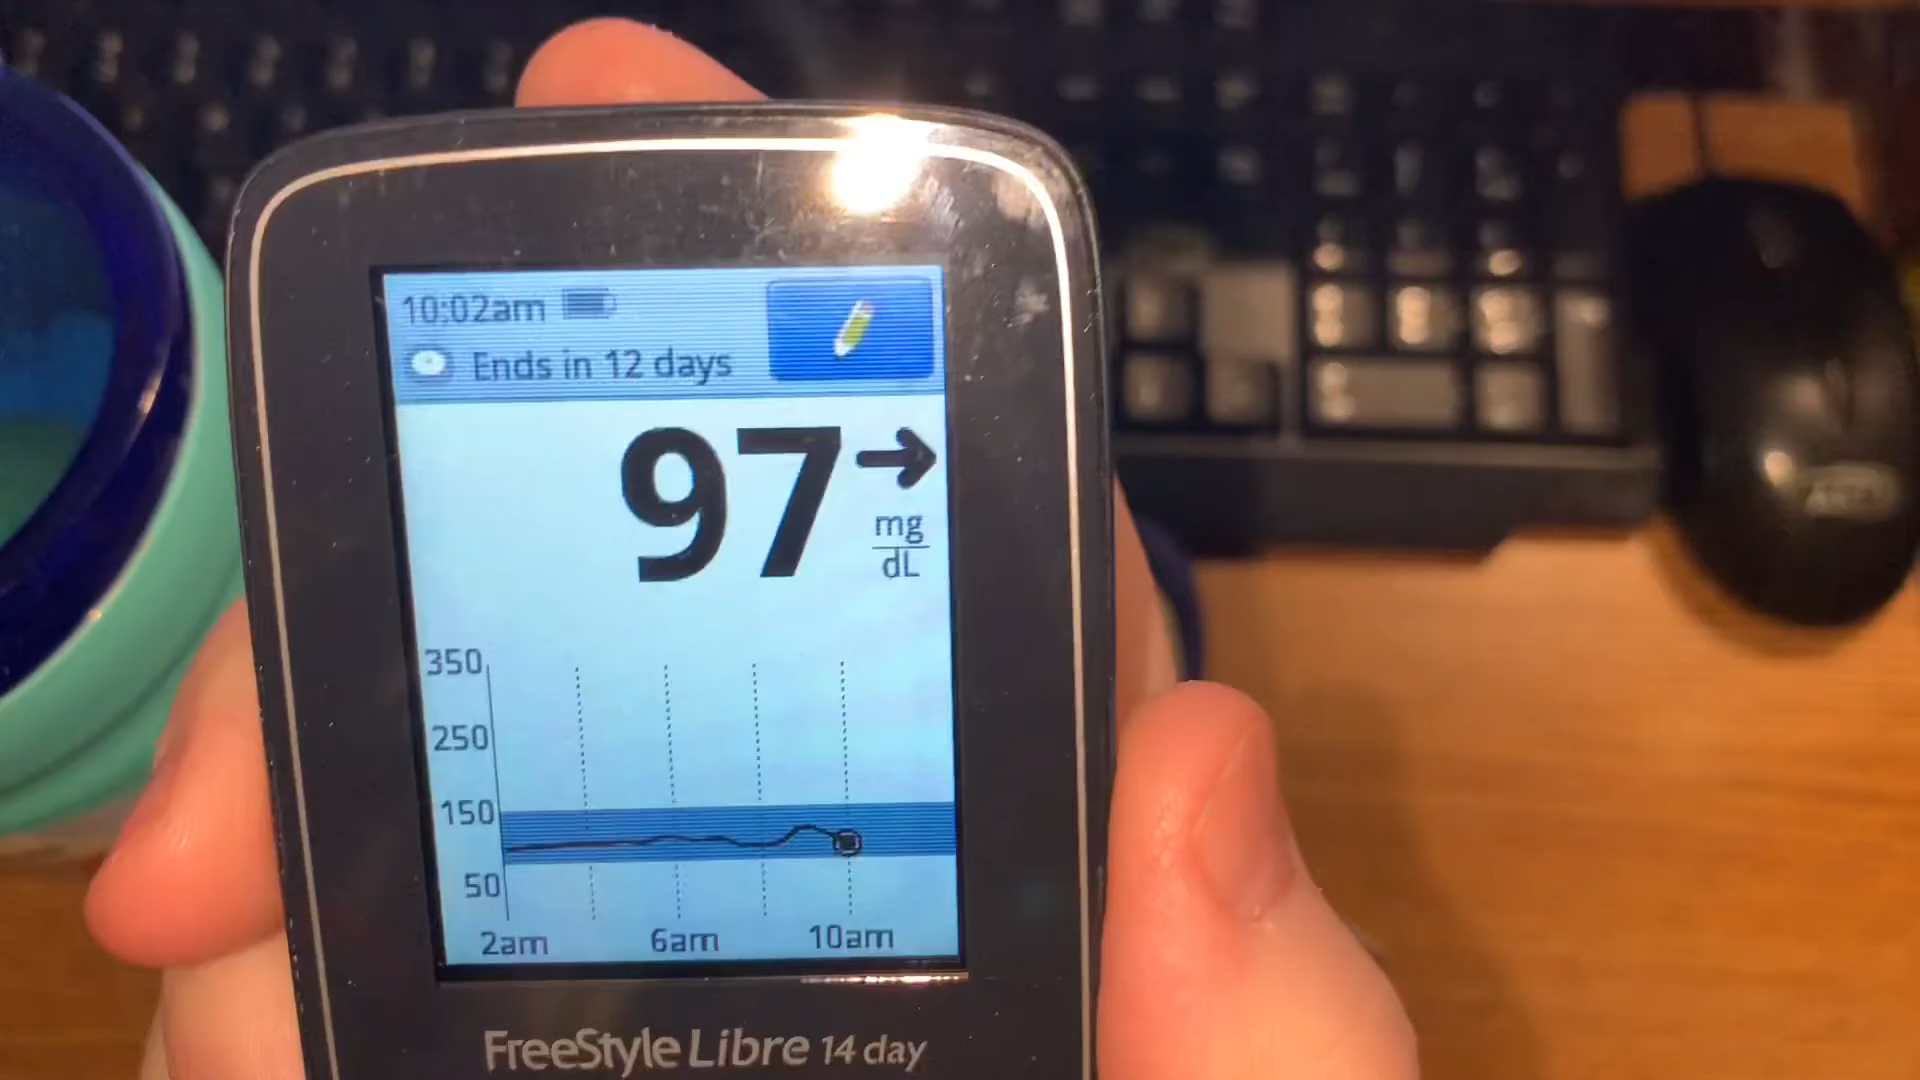 10:02am
Ends in 12 days
97
mg
dL
350
250
150
50
2am 6am 10am
FreeStyle Libre 14 day